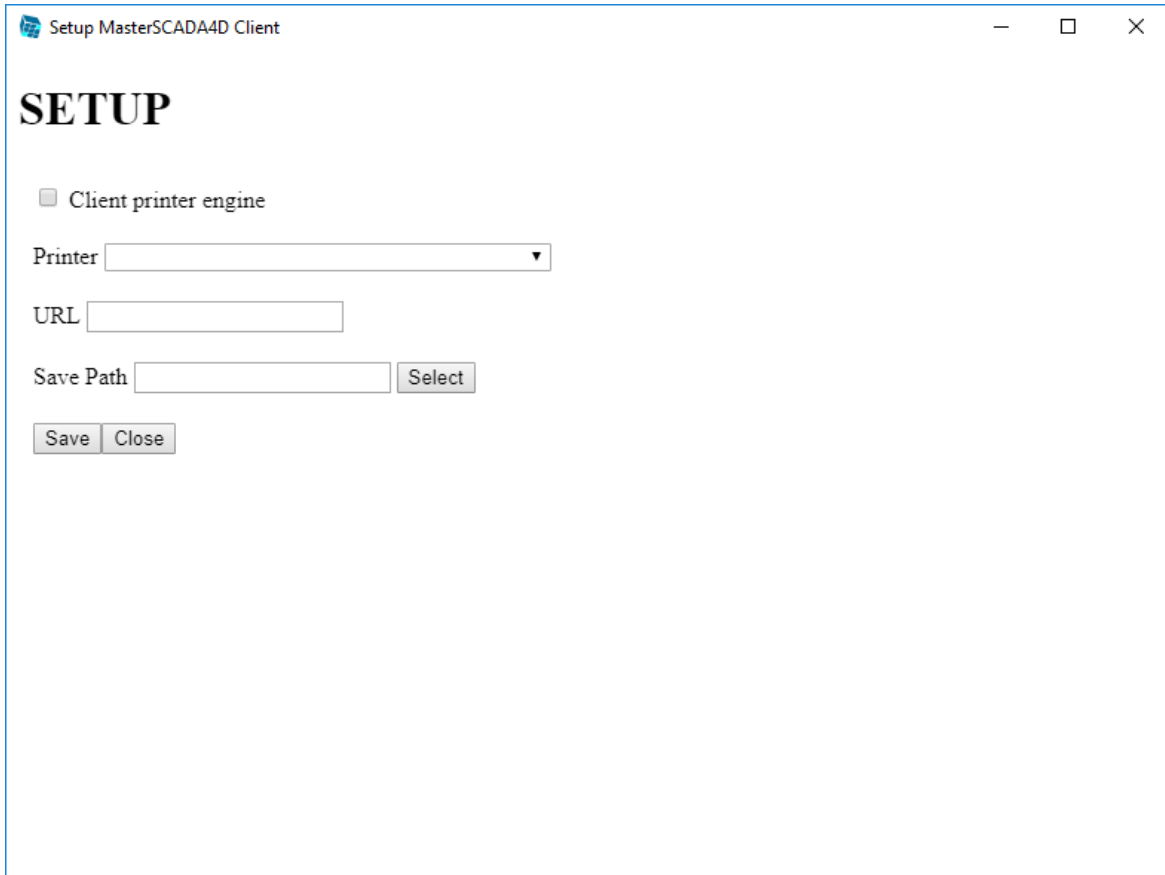 Setup MasterSCADA4D Client
SETUP
Client printer engine
Printer
URL
Save Path Select
Save Close